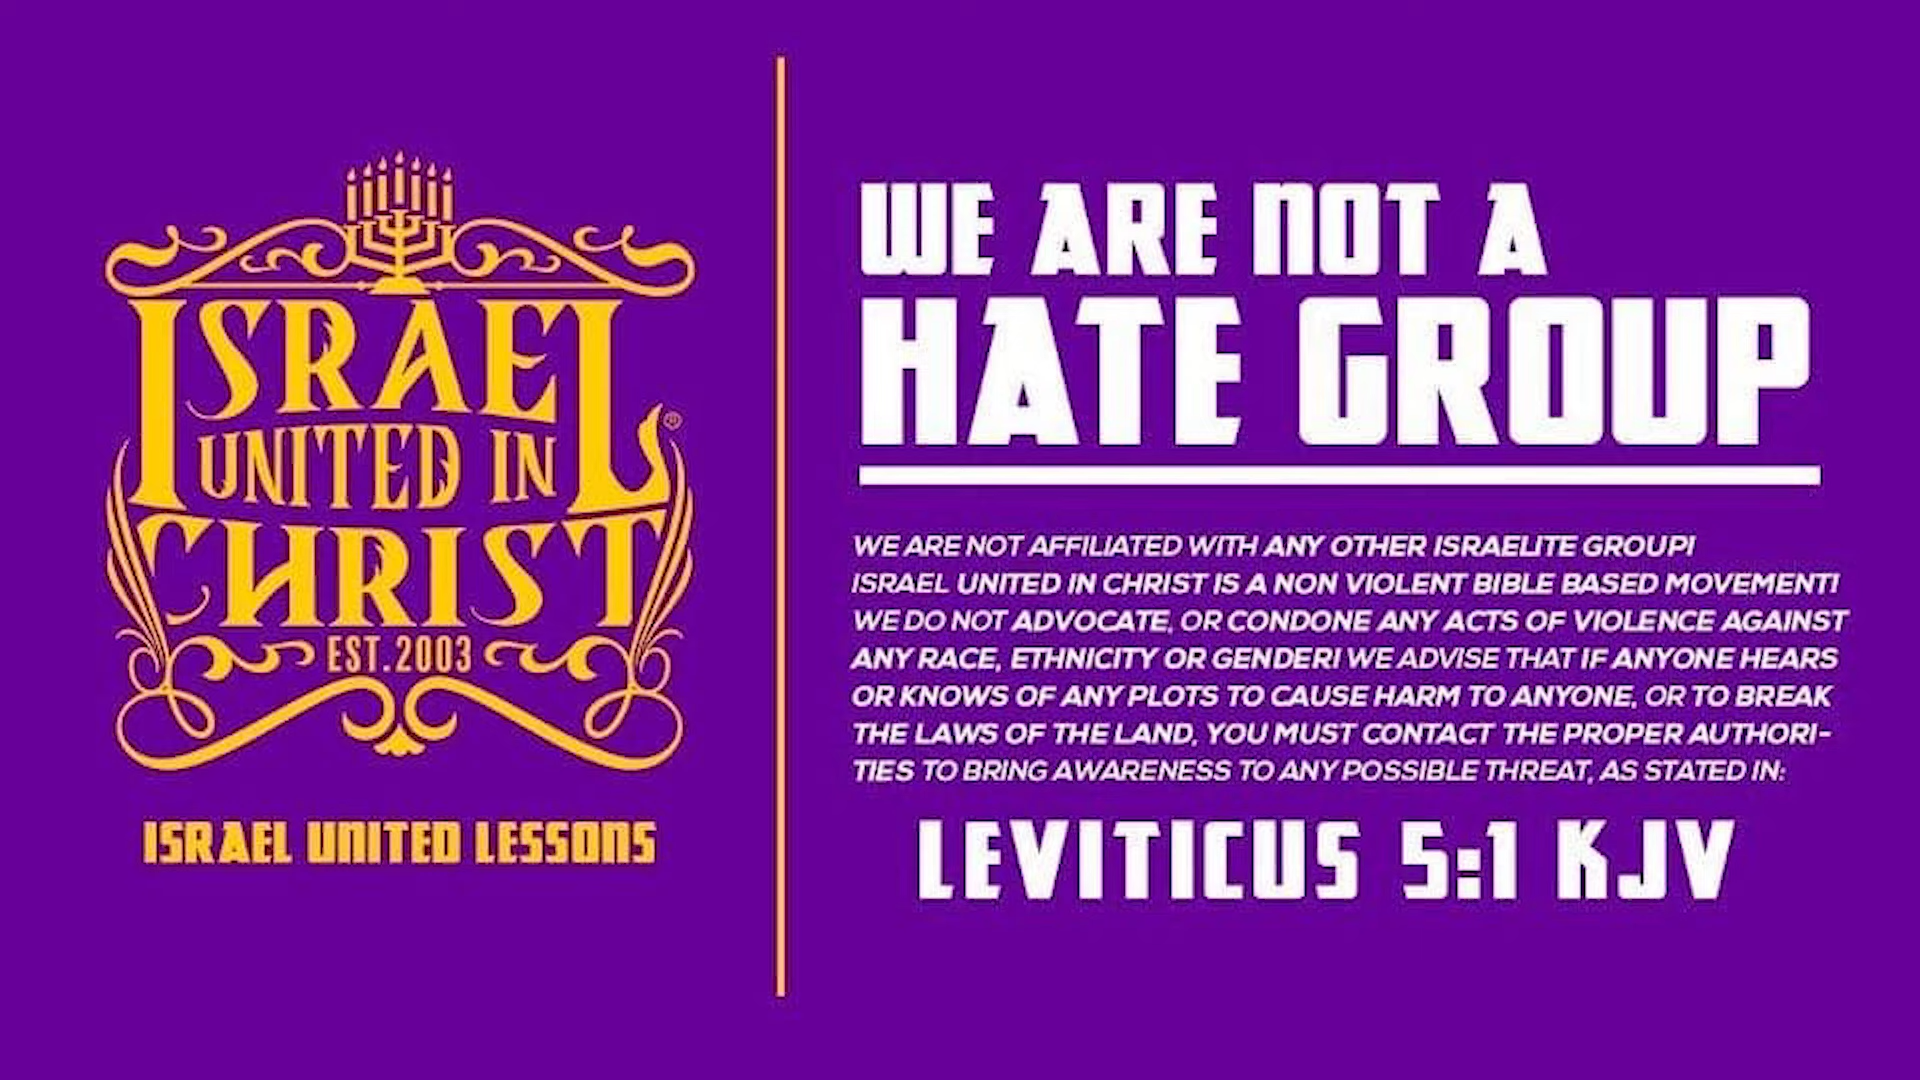 ISRAEL
UNITED IN
CHRIST
®
EST.2003
ISRAEL UNITED LESSONS
WE ARE NOT A
HATE GROUP
WE ARE NOT AFFILIATED WITH ANY OTHER ISRAELITE GROUP!
ISRAEL UNITED IN CHRIST IS A NON VIOLENT BIBLE BASED MOVEMENT!
WE DO NOT ADVOCATE, OR CONDONE ANY ACTS OF VIOLENCE AGAINST
ANY RACE, ETHNICITY OR GENDER! WE ADVISE THAT IF ANYONE HEARS
OR KNOWS OF ANY PLOTS TO CAUSE HARM TO ANYONE, OR TO BREAK
THE LAWS OF THE LAND, YOU MUST CONTACT THE PROPER AUTHORI-
TIES TO BRING AWARENESS TO ANY POSSIBLE THREAT, AS STATED IN:
LEVITICUS 5:1 KJV